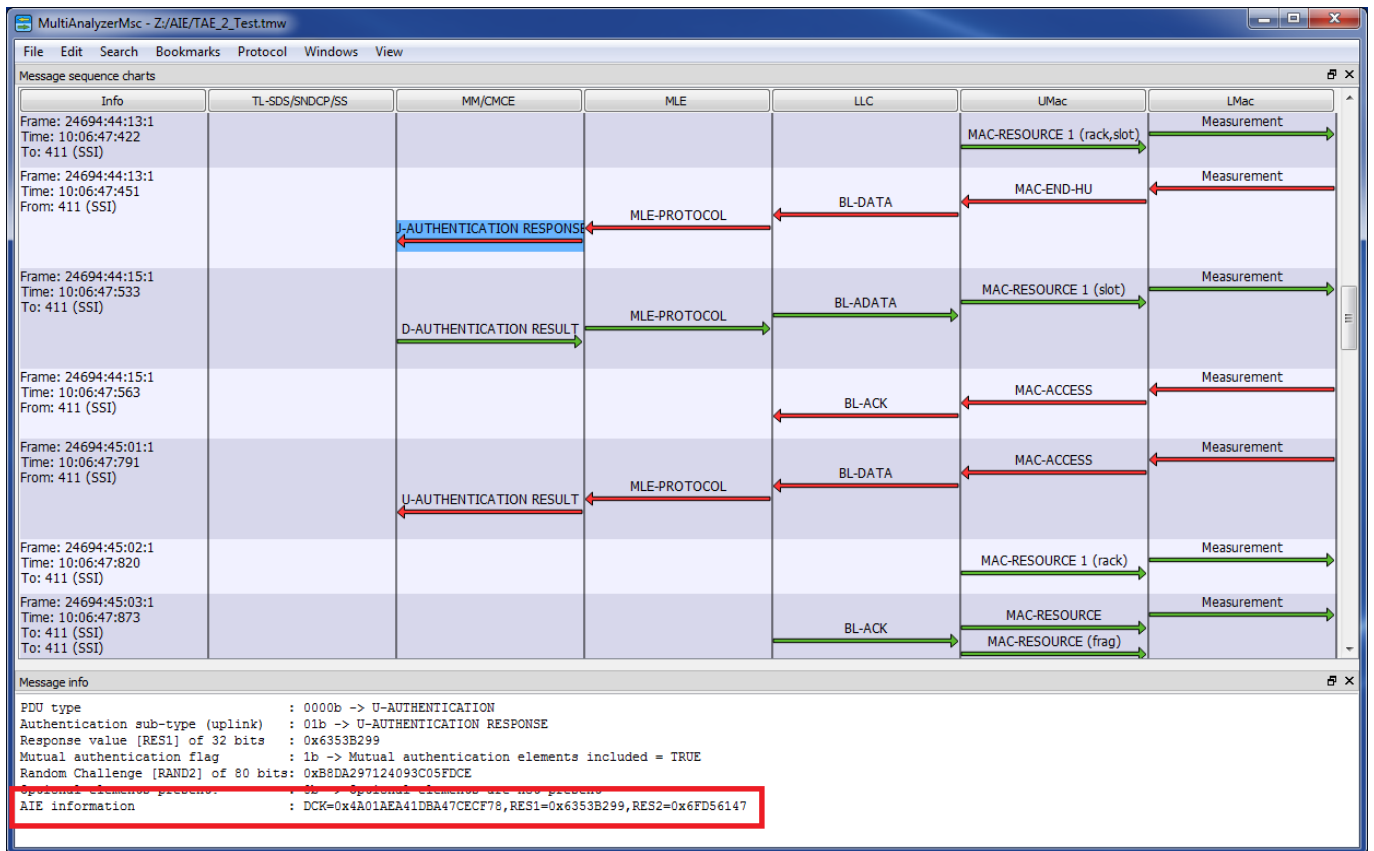 MultiAnalyzerMsc - Z:/AIE/TAE_2_Test.tmw
File Edit Search Bookmarks Protocol Windows View
Message sequence charts
Info TL-SDS/SNDCP/SS MM/CMCE MLE LLC UMac LMac
Frame: 24694:44:13:1
Time: 10:06:47:422
To: 411 (SSI)
MAC-RESOURCE 1 (rack,slot)
Measurement
Frame: 24694:44:13:1
Time: 10:06:47:451
From: 411 (SSI)
U-AUTHENTICATION RESPONSE
MLE-PROTOCOL
BL-DATA
MAC-END-HU
Measurement
Frame: 24694:44:15:1
Time: 10:06:47:533
To: 411 (SSI)
D-AUTHENTICATION RESULT
MLE-PROTOCOL
BL-ADATA
MAC-RESOURCE 1 (slot)
Measurement
Frame: 24694:44:15:1
Time: 10:06:47:563
From: 411 (SSI)
BL-ACK
MAC-ACCESS
Measurement
Frame: 24694:45:01:1
Time: 10:06:47:791
From: 411 (SSI)
U-AUTHENTICATION RESULT
MLE-PROTOCOL
BL-DATA
MAC-ACCESS
Measurement
Frame: 24694:45:02:1
Time: 10:06:47:820
To: 411 (SSI)
MAC-RESOURCE 1 (rack)
Measurement
Frame: 24694:45:03:1
Time: 10:06:47:873
To: 411 (SSI)
To: 411 (SSI)
BL-ACK
MAC-RESOURCE
MAC-RESOURCE (frag)
Measurement
Message info
PDU type : 0000b -> U-AUTHENTICATION
Authentication sub-type (uplink) : 01b -> U-AUTHENTICATION RESPONSE
Response value [RES1] of 32 bits : 0x6353B299
Mutual authentication flag : 1b -> Mutual authentication elements included = TRUE
Random Challenge [RAND2] of 80 bits: 0xB8DA297124093C05FDCE
Optional elements present? : 0b -> Optional elements are not present
AIE information : DCK=0x4A01AEA41DBA47CECF78,RES1=0x6353B299,RES2=0x6FD56147